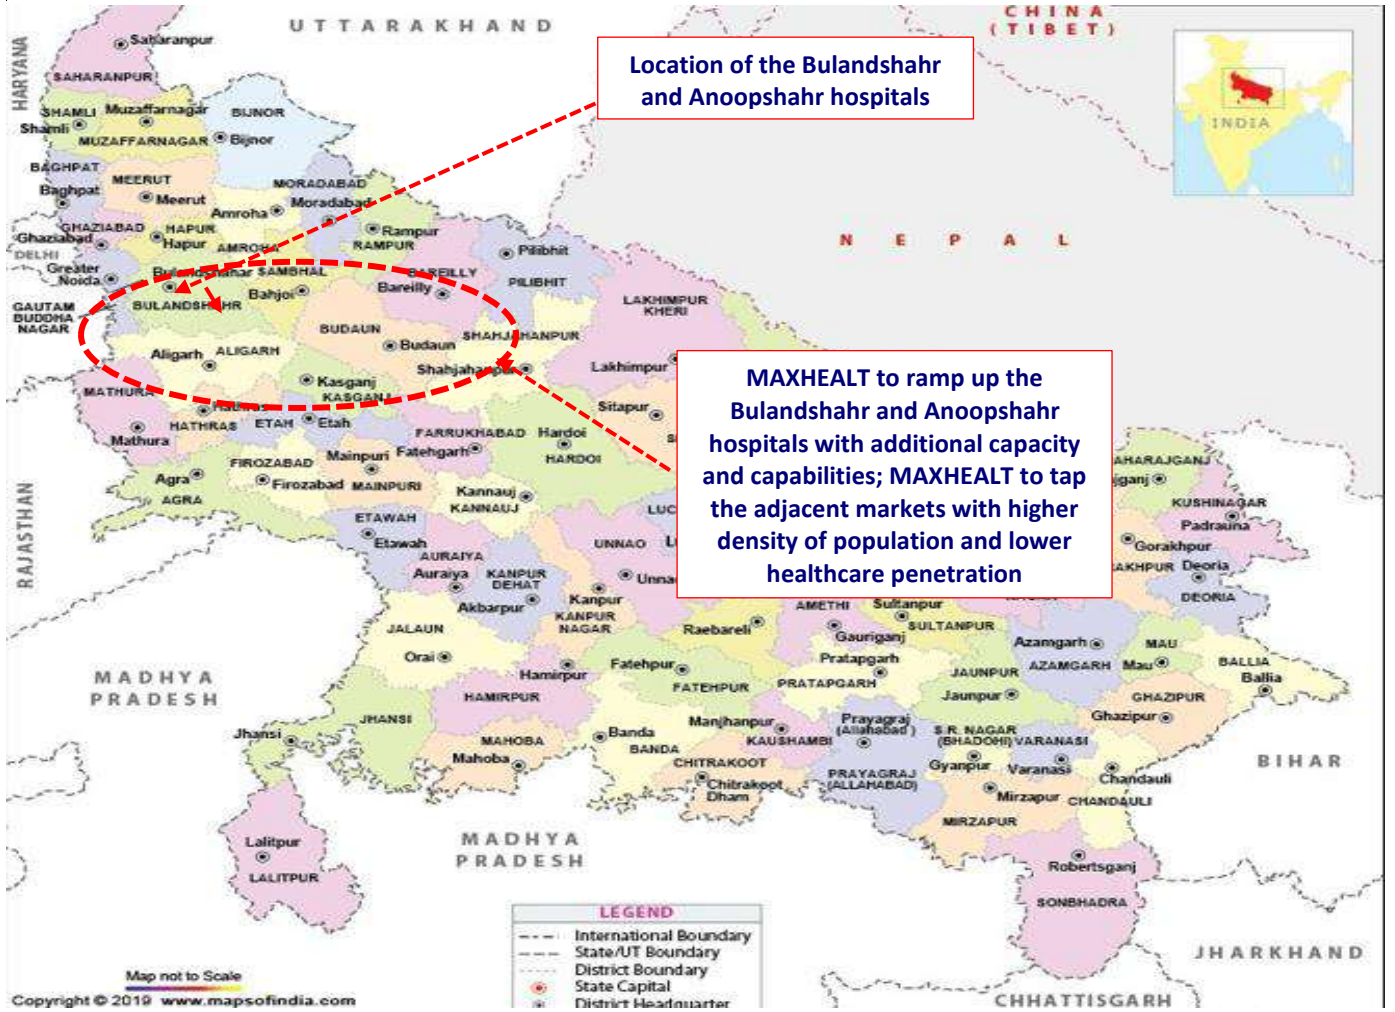 UTTARAKHAND
CHINA
(TIBET)
HARYANA
Saharanpur
SAHARANPUR
Location of the Bulandshahr
and Anoopshahr hospitals
INDIA
SHAMLI
Muzaffarnagar
BIJNOR
Shamli
MUZAFFARNAGAR
Bijnor
BAGHPAT
MEERUT
MORADABAD
Baghpat
Meerut
Moradabad
Amroha
GHAZIABAD
HAPUR
Rampur
Ghaziabad
Hapur
AMROHA
RAMPUR
NEPAL
DELHI
Pilibhit
Greater
Noida
Bulandshahar
SAMBHAL
BAREILLY
PILIBHIT
Bahjoi
Bareilly
GAUTAM
BUDDHA
NAGAR
BULANDSHAHR
LAKHIMPUR
KHERI
BUDAUN
SHAHJAHANPUR
Budaun
Aligarh
ALIGARH
Shahjahanpur
Lakhimpur
Kasganj
KASGANJ
MATHURA
Hathras
HATHRAS
ETAH
Etah
Sitapur
Mathura
FARRUKHABAD
Hardoi
HARDOI
MAXHEALT to ramp up the
Bulandshahr and Anoopshahr
hospitals with additional capacity
and capabilities; MAXHEALT to tap
the adjacent markets with higher
density of population and lower
healthcare penetration
Mainpuri
Fatehgarh
FIROZABAD
Agra
Firozabad
MAINPURI
AGRA
Kannauj
KANNAUJ
KUSHINAGAR
Padrauna
RAJASTHAN
ETAWAH
Etawah
UNNAO
Gorakhpur
AURAIYA
Auraiya
KANPUR
DEHAT
Deoria
DEORIA
Akbarpur
Kanpur
KANPUR
NAGAR
AMETHI
Sultanpur
SULTANPUR
JALAUN
Raebareli
Gauriganj
Azamgarh
MAU
Orai
Hamirpur
Fatehpur
Pratapgarh
PRATAPGARH
JAUNPUR
AZAMGARH
Mau
BALLIA
Ballia
MADHYA
PRADESH
HAMIRPUR
FATEHPUR
Jaunpur
GHAZIPUR
Ghazipur
JHANSI
Jhansi
Banda
BANDA
Manjhanpur
KAUSHAMBI
Prayagraj
(Allahabad )
S.R. NAGAR
(BHADOHI)
VARANASI
MAHOBA
Mahoba
CHITRAKOOT
Chitrakoot
Dham
PRAYAGRAJ
(ALLAHABAD)
Gyanpur
Varanasi
Chandauli
CHANDAULI
BIHAR
Mirzapur
MIRZAPUR
MADHYA
PRADESH
Lalitpur
LALITPUR
Robertsganj
SONBHADRA
JHARKHAND
CHHATTISGARH
LEGEND
International Boundary
State/UT Boundary
District Boundary
State Capital
District Headquarter
Map not to Scale
Copyright © 2019 www.mapsofindia.com